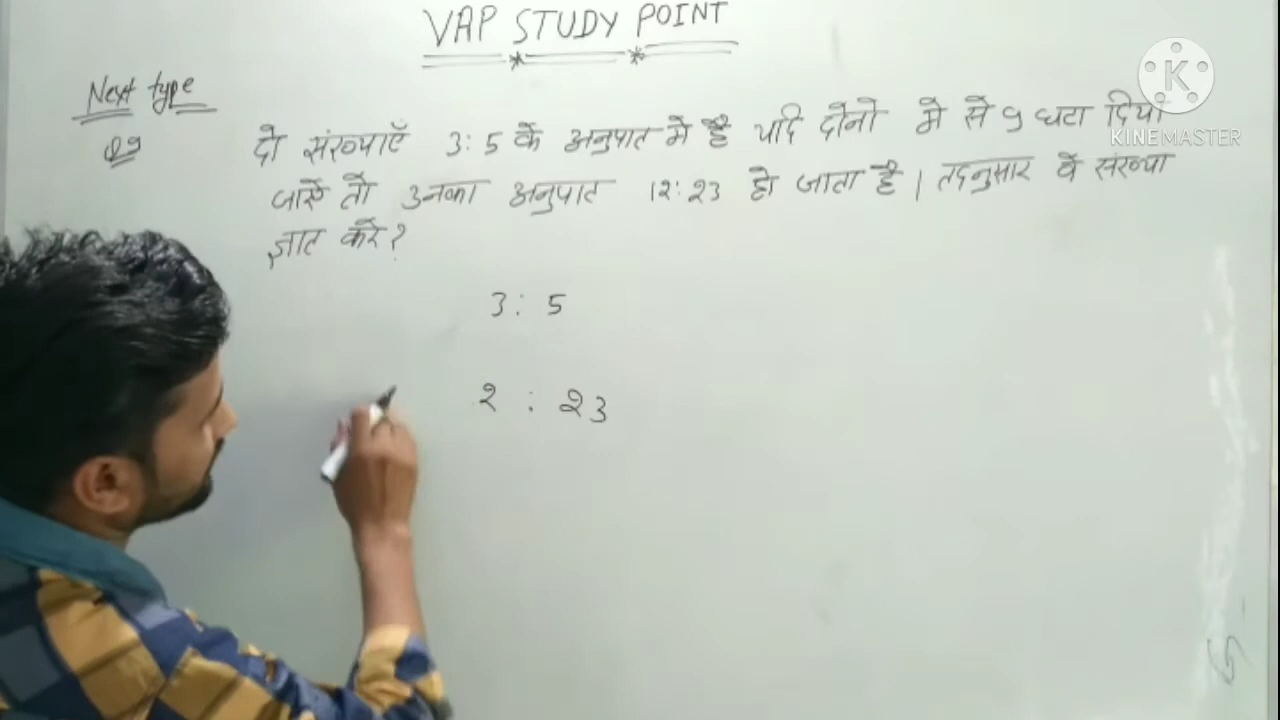 VAP STUDY POINT
Next type
Q9 दो संख्याएँ 3:5 के अनुपात मे है यदि दोनो मे से 9 घटा दिया
जाऐ तो उनका अनुपात 12:23 हो जाता है। तदनुसार वे संख्या
ज्ञात करे?
3: 5
2 : 23
K
KINEMASTER